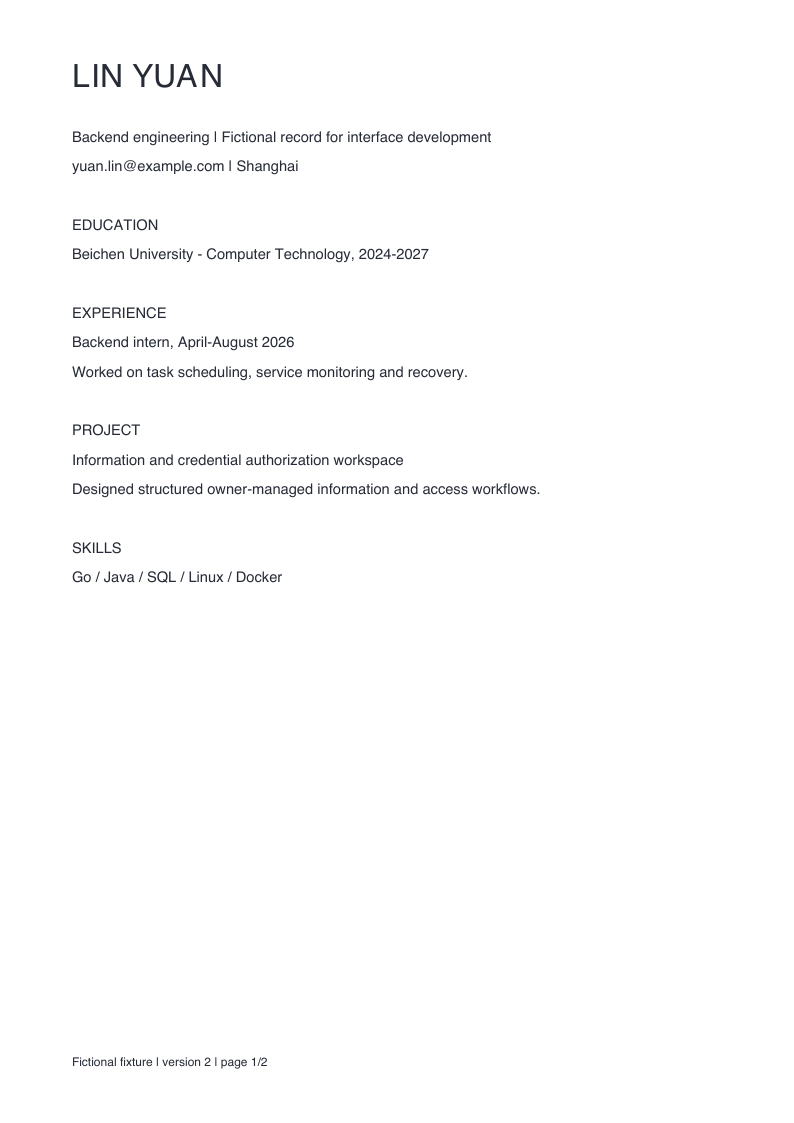 LIN YUAN
Backend engineering | Fictional record for interface development
yuan.lin@example.com | Shanghai
EDUCATION
Beichen University - Computer Technology, 2024-2027
EXPERIENCE
Backend intern, April-August 2026
Worked on task scheduling, service monitoring and recovery.
PROJECT
Information and credential authorization workspace
Designed structured owner-managed information and access workflows.
SKILLS
Go / Java / SQL / Linux / Docker
Fictional fixture | version 2 | page 1/2